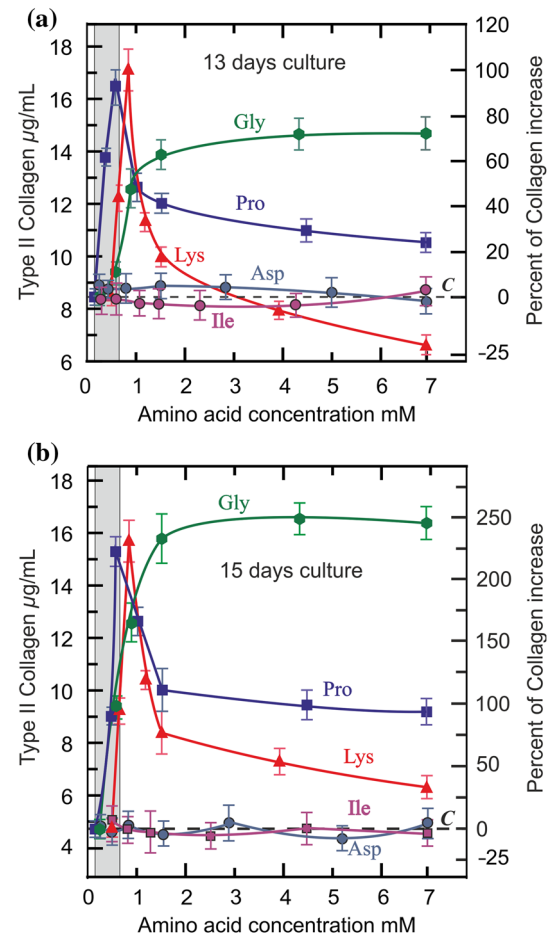 (a)
13 days culture
Type II Collagen µg/mL
Percent of Collagen increase
18
16
14
12
10
8
6
120
100
80
60
40
20
0
−25
Gly
Pro
Lys
Asp
Ile
C
0 1 2 3 4 5 6 7
Amino acid concentration mM
(b)
15 days culture
Type II Collagen µg/mL
Percent of Collagen increase
18
16
14
12
10
8
6
4
250
200
150
100
50
0
−25
Gly
Pro
Lys
Ile
Asp
C
0 1 2 3 4 5 6 7
Amino acid concentration mM